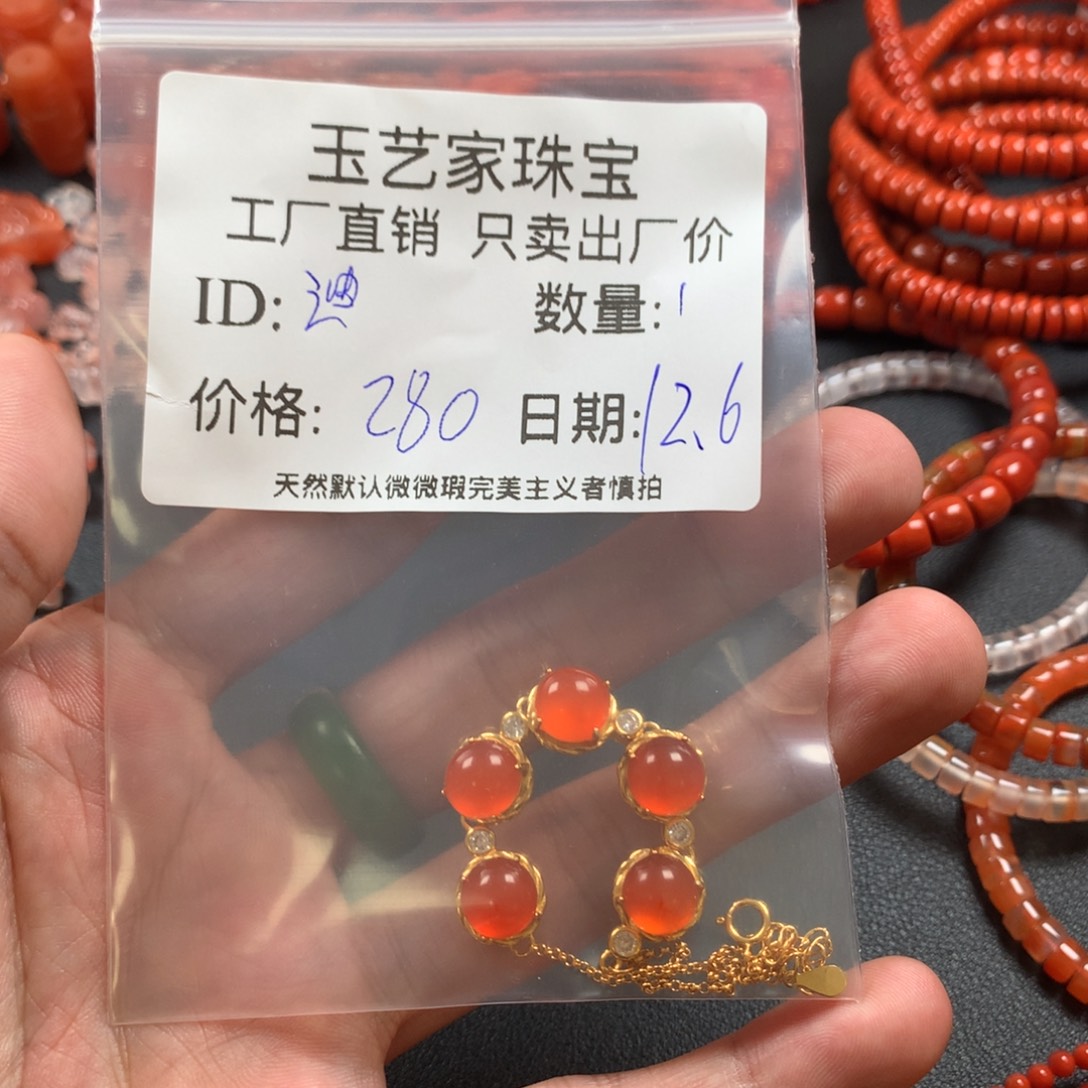 玉艺家珠宝
工厂直销 只卖出厂价
ID: 迪 数量: 1
价格: 280 日期: 12.6
天然默认微微瑕完美主义者慎拍